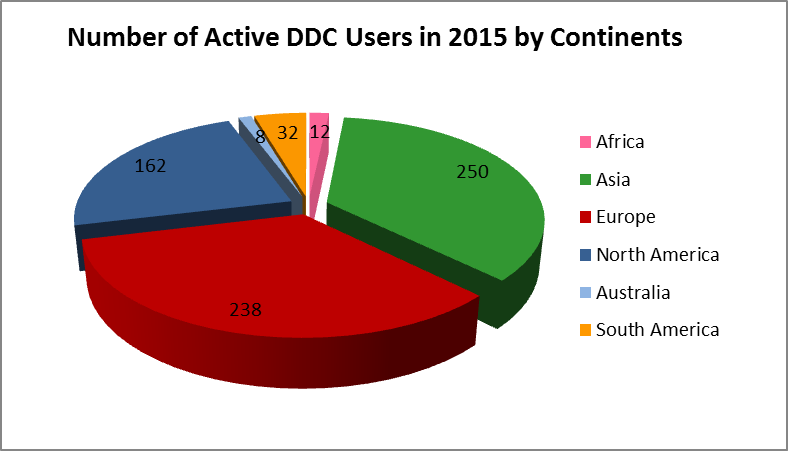 Number of Active DDC Users in 2015 by Continents
8
32
12
162
250
238
Africa
Asia
Europe
North America
Australia
South America